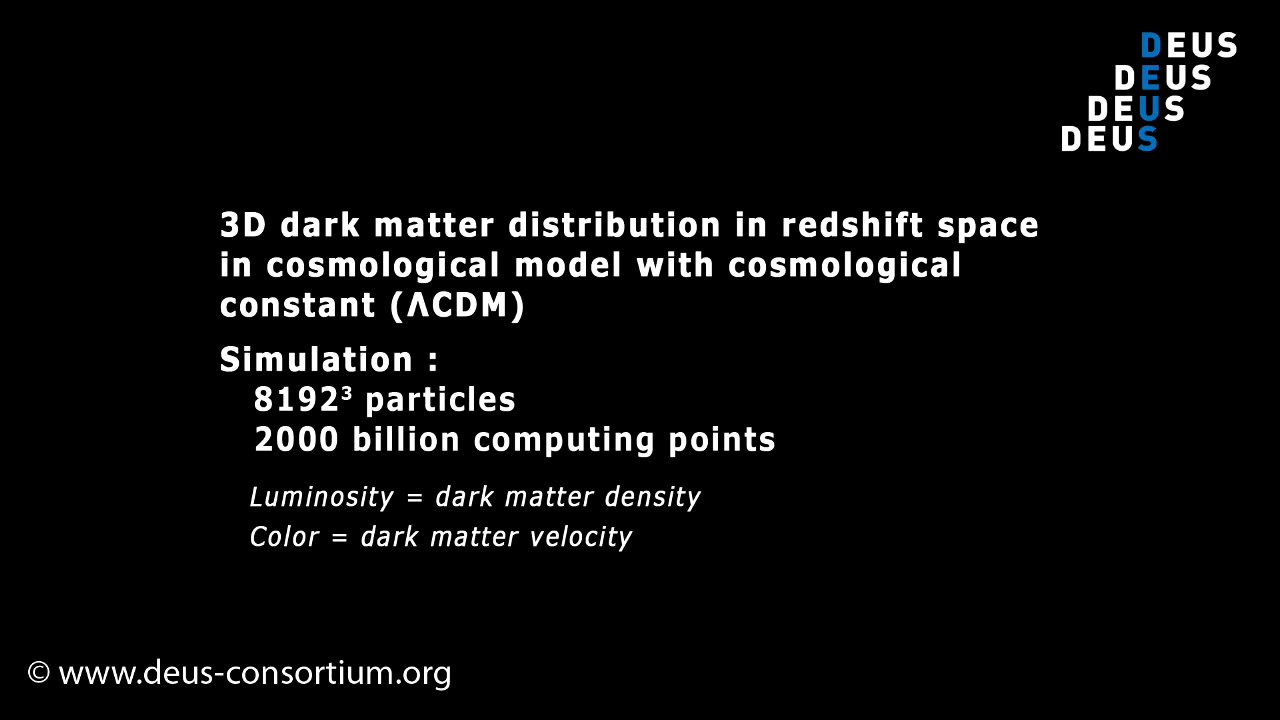 DEUS
DEUS
DEUS
DEUS
3D dark matter distribution in redshift space
in cosmological model with cosmological
constant (ΛCDM)
Simulation :
8192³ particles
2000 billion computing points
Luminosity = dark matter density
Color = dark matter velocity
© www.deus-consortium.org